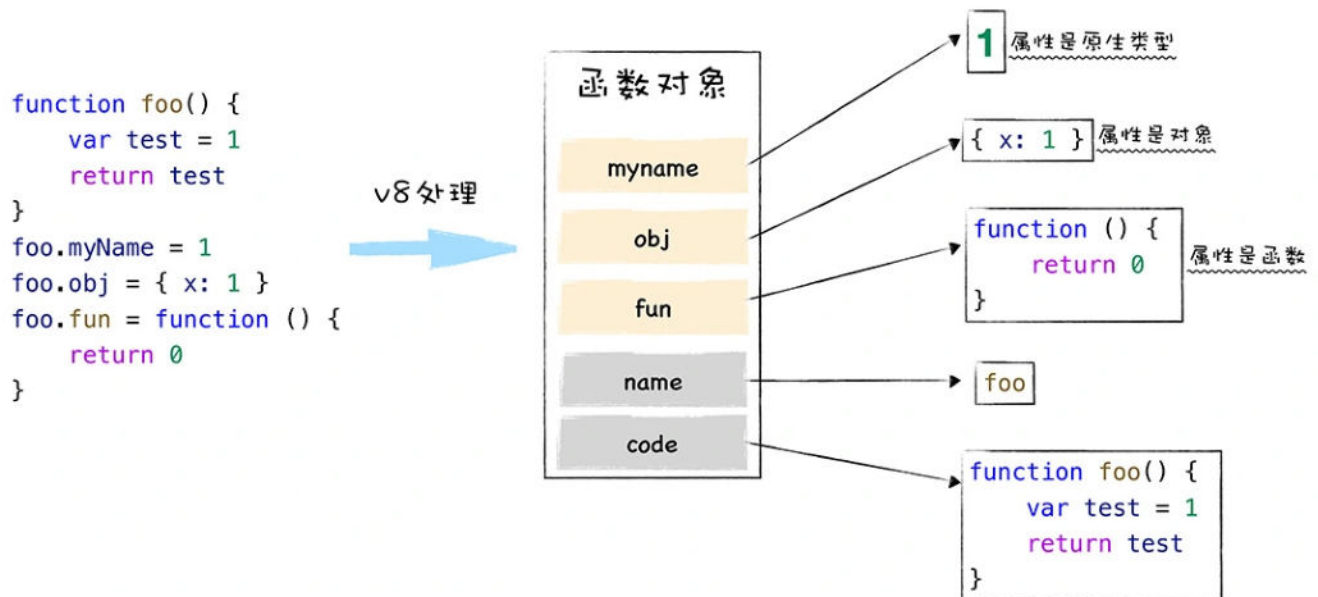 function foo() {
    var test = 1
    return test
}
foo.myName = 1
foo.obj = { x: 1 }
foo.fun = function () {
    return 0
}
v8处理
函数对象
myname
obj
fun
name
code
1 属性是原生类型
{ x: 1 } 属性是对象
function () {
    return 0
}
属性是函数
foo
function foo() {
    var test = 1
    return test
}